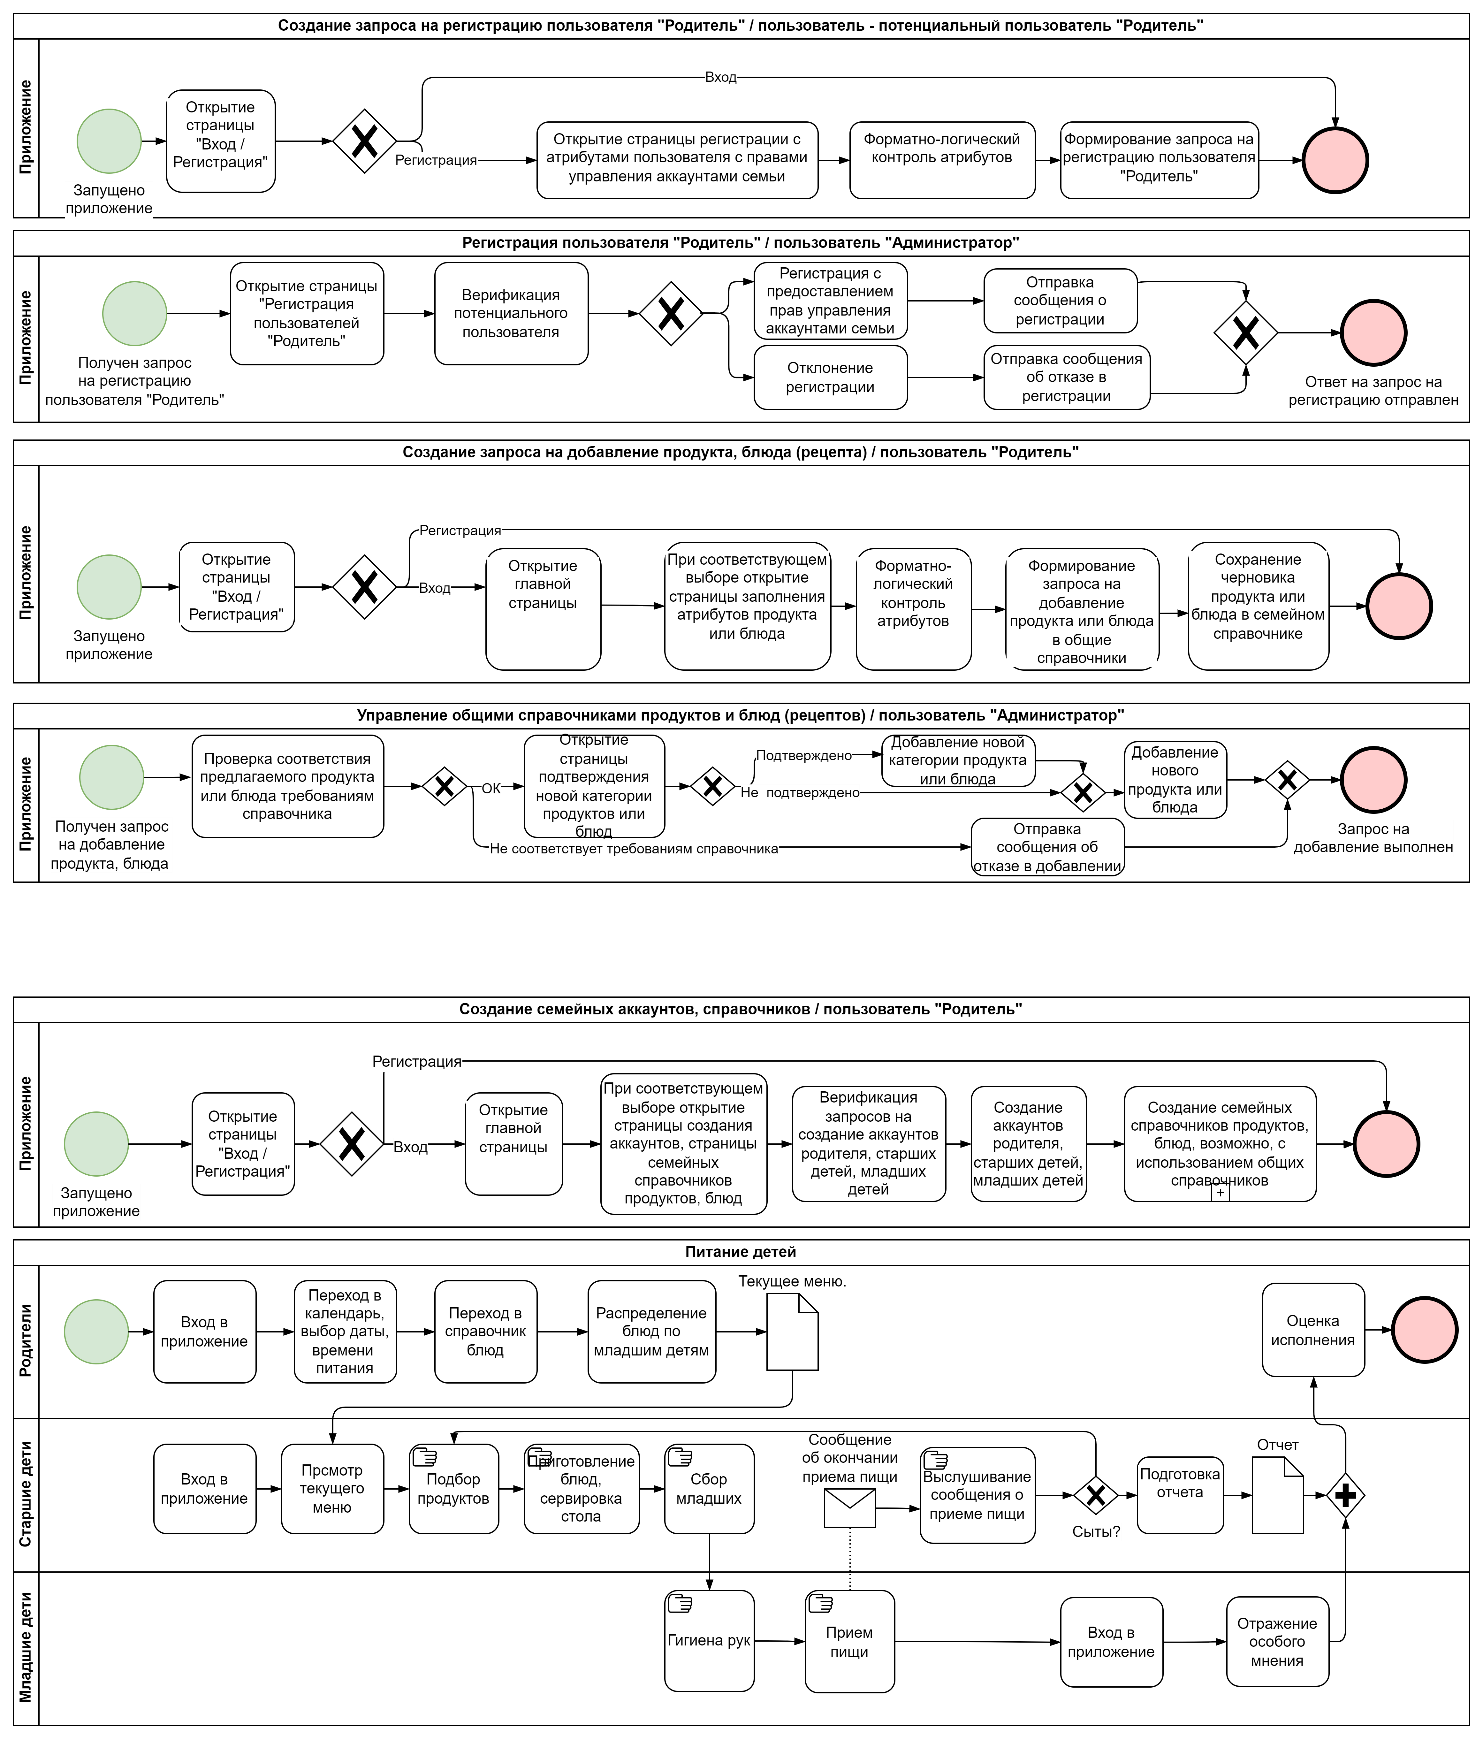 Создание запроса на регистрацию пользователя "Родитель" / пользователь - потенциальный пользователь "Родитель"
Приложение
Запущено
приложение
Открытие
страницы
"Вход /
Регистрация"
Вход
Регистрация
Открытие страницы регистрации с
атрибутами пользователя с правами
управления аккаунтами семьи
Форматно-логический
контроль атрибутов
Формирование запроса на
регистрацию пользователя
"Родитель"
Регистрация пользователя "Родитель" / пользователь "Администратор"
Приложение
Получен запрос
на регистрацию
пользователя "Родитель"
Открытие страницы
"Регистрация
пользователей
"Родитель"
Верификация
потенциального
пользователя
Регистрация с
предоставлением
прав управления
аккаунтами семьи
Отправка
сообщения о
регистрации
Отклонение
регистрации
Отправка сообщения
об отказе в
регистрации
Ответ на запрос на
регистрацию отправлен
Создание запроса на добавление продукта, блюда (рецепта) / пользователь "Родитель"
Приложение
Запущено
приложение
Открытие
страницы
"Вход /
Регистрация"
Регистрация
Вход
Открытие
главной
страницы
При соответствующем
выборе открытие
страницы заполнения
атрибутов продукта
или блюда
Форматно-
логический
контроль
атрибутов
Формирование
запроса на
добавление
продукта или блюда
в общие
справочники
Сохранение
черновика
продукта или
блюда в семейном
справочнике
Управление общими справочниками продуктов и блюд (рецептов) / пользователь "Администратор"
Приложение
Получен запрос
на добавление
продукта, блюда
Проверка соответствия
предлагаемого продукта
или блюда требованиям
справочника
ОК
Не соответствует требованиям справочника
Открытие
страницы
подтверждения
новой категории
продуктов или
блюд
Подтверждено
Не  подтверждено
Добавление новой
категории продукта
или блюда
Отправка
сообщения об
отказе в добавлении
Добавление
нового
продукта или
блюда
Запрос на
добавление выполнен
Создание семейных аккаунтов, справочников / пользователь "Родитель"
Приложение
Запущено
приложение
Открытие
страницы
"Вход /
Регистрация"
Регистрация
Вход
Открытие
главной
страницы
При соответствующем
выборе открытие
страницы создания
аккаунтов, страницы
семейных
справочников
продуктов, блюд
Верификация
запросов на
создание аккаунтов
родителя, старших
детей, младших
детей
Создание
аккаунтов
родителя,
старших детей,
младших детей
Создание семейных
справочников продуктов,
блюд, возможно, с
использованием общих
справочников
Питание детей
Родители
Вход в
приложение
Переход в
календарь,
выбор даты,
времени
питания
Переход в
справочник
блюд
Распределение
блюд по
младшим детям
Текущее меню.
Оценка
исполнения
Старшие дети
Вход в
приложение
Прсмотр
текущего
меню
Подбор
продуктов
Приготовление
блюд,
сервировка
стола
Сбор
младших
Сообщение
об окончании
приема пищи
Выслушивание
сообщения о
приеме пищи
Сыты?
Подготовка
отчета
Отчет
Младшие дети
Гигиена рук
Прием
пищи
Вход в
приложение
Отражение
особого
мнения